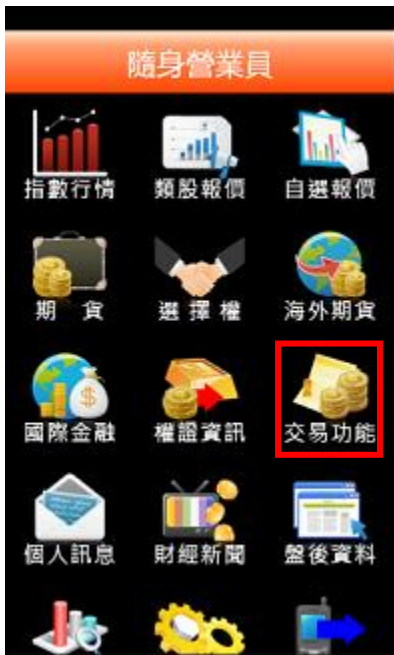 隨身營業員
指數行情 類股報價 自選報價
期 貨 選 擇 權 海外期貨
國際金融 權證資訊 交易功能
個人訊息 財經新聞 盤後資料